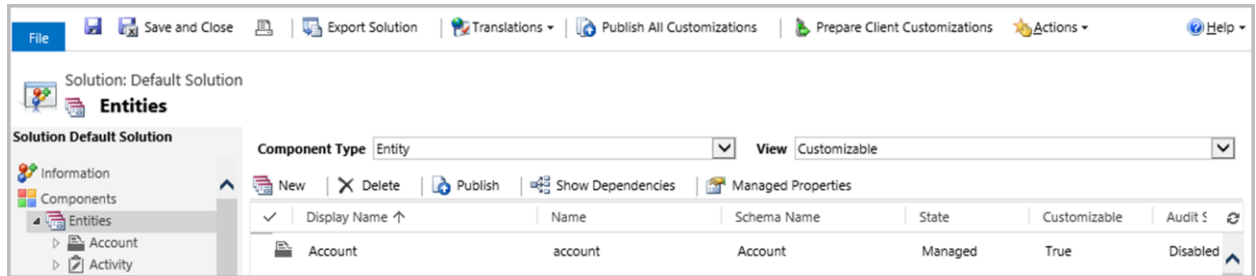 File Save and Close Export Solution Translations Publish All Customizations Prepare Client Customizations Actions Help
Solution: Default Solution
Entities
Solution Default Solution
Information
Components
Entities
Account
Activity
Component Type Entity View Customizable
New Delete Publish Show Dependencies Managed Properties
Display Name ↑ Name Schema Name State Customizable Audit S
Account account Account Managed True Disabled